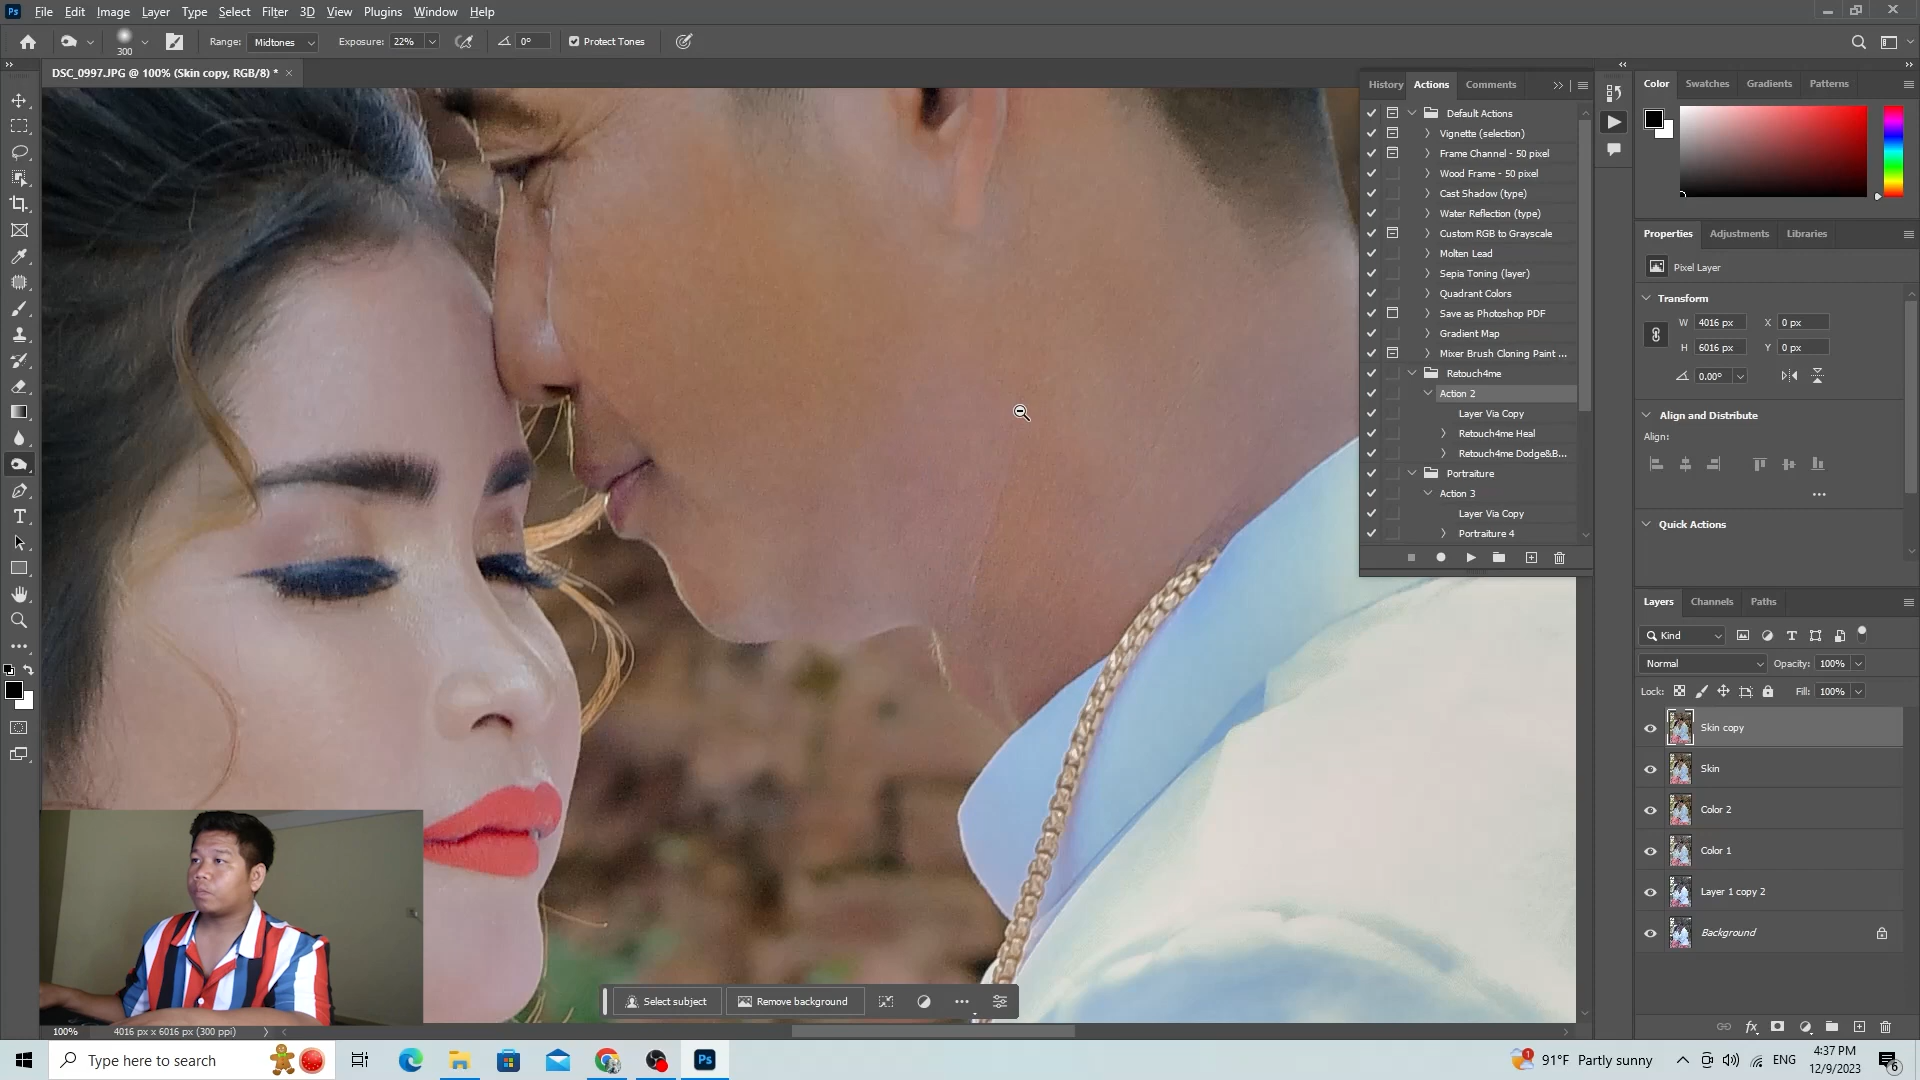 Ps File Edit Image Layer Type Select Filter 3D View Plugins Window Help
300 Range: Midtones Exposure: 22% 0° Protect Tones
DSC_0997.JPG @ 100% (Skin copy, RGB/8) *
History Actions Comments
Default Actions
Vignette (selection)
Frame Channel - 50 pixel
Wood Frame - 50 pixel
Cast Shadow (type)
Water Reflection (type)
Custom RGB to Grayscale
Molten Lead
Sepia Toning (layer)
Quadrant Colors
Save as Photoshop PDF
Gradient Map
Mixer Brush Cloning Paint ...
Retouch4me
Action 2
Layer Via Copy
Retouch4me Heal
Retouch4me Dodge&B...
Portraiture
Action 3
Layer Via Copy
Portraiture 4
Color Swatches Gradients Patterns
Properties Adjustments Libraries
Pixel Layer
Transform
W 4016 px X 0 px
H 6016 px Y 0 px
0.00°
Align and Distribute
Align:
Quick Actions
Layers Channels Paths
Kind
Normal Opacity: 100%
Lock: Fill: 100%
Skin copy
Skin
Color 2
Color 1
Layer 1 copy 2
Background
Select subject Remove background
100% 4016 px x 6016 px (300 ppi)
Type here to search
Ps
1 91°F Partly sunny ENG 4:37 PM
12/9/2023 6